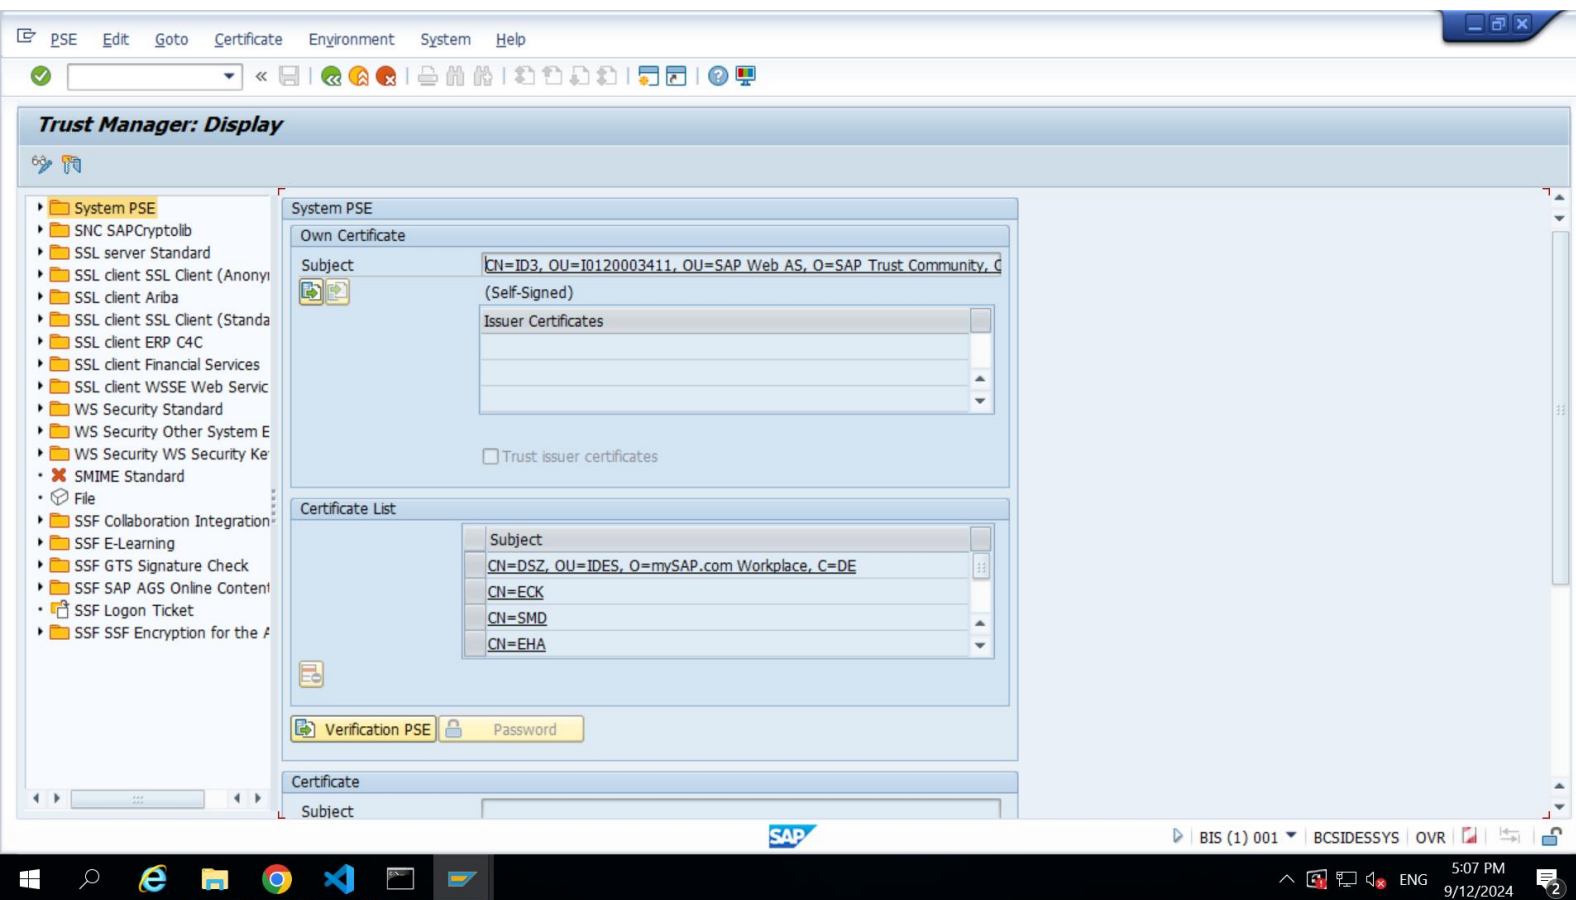 PSE Edit Goto Certificate Environment System Help
Trust Manager: Display
System PSE
SNC SAPCryptolib
SSL server Standard
SSL client SSL Client (Anony
SSL client Ariba
SSL client SSL Client (Standa
SSL client ERP C4C
SSL client Financial Services
SSL client WSSE Web Servic
WS Security Standard
WS Security Other System E
WS Security WS Security Ke
SMIME Standard
File
SSF Collaboration Integration
SSF E-Learning
SSF GTS Signature Check
SSF SAP AGS Online Content
SSF Logon Ticket
SSF SSF Encryption for the A
System PSE
Own Certificate
Subject CN=ID3, OU=I0120003411, OU=SAP Web AS, O=SAP Trust Community, C
(Self-Signed)
Issuer Certificates
Trust issuer certificates
Certificate List
Subject
CN=DSZ, OU=IDES, O=mySAP.com Workplace, C=DE
CN=ECK
CN=SMD
CN=EHA
Verification PSE Password
Certificate
Subject
SAP
BIS (1) 001 BCSIDESSYS OVR
ENG
5:07 PM
9/12/2024
2